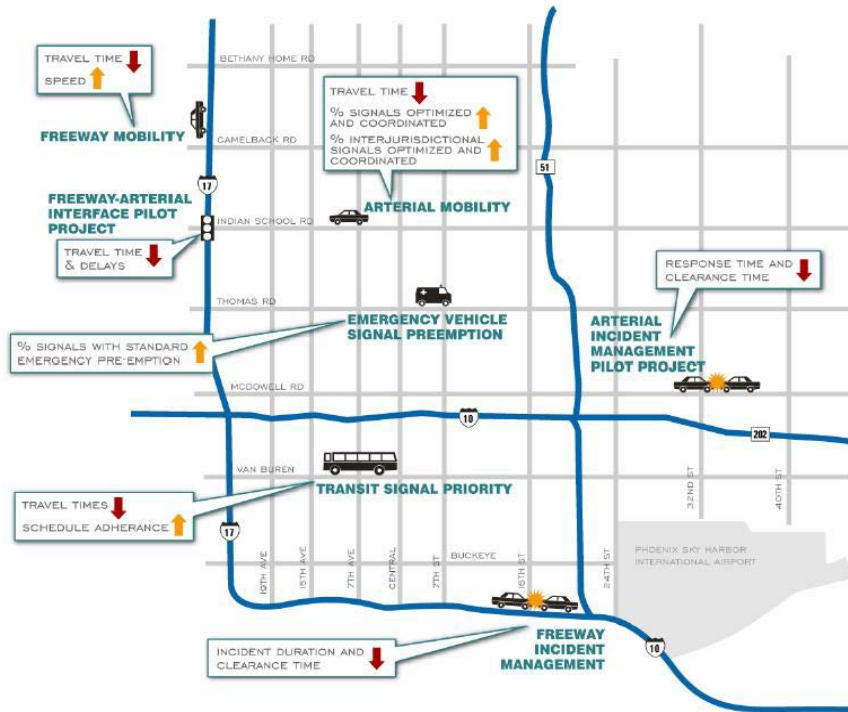 TRAVEL TIME
SPEED
FREEWAY MOBILITY
BETHANY HOME RD
TRAVEL TIME
% SIGNALS OPTIMIZED
AND COORDINATED
% INTERJURISDICTIONAL
SIGNALS OPTIMIZED AND
COORDINATED
CAMELBACK RD
51
17
FREEWAY-ARTERIAL
INTERFACE PILOT
PROJECT
ARTERIAL MOBILITY
INDIAN SCHOOL RD
TRAVEL TIME
& DELAYS
RESPONSE TIME AND
CLEARANCE TIME
THOMAS RD
EMERGENCY VEHICLE
SIGNAL PREEMPTION
ARTERIAL
INCIDENT
MANAGEMENT
PILOT PROJECT
% SIGNALS WITH STANDARD
EMERGENCY PRE-EMPTION
MCDOWELL RD
10
202
VAN BUREN
TRANSIT SIGNAL PRIORITY
TRAVEL TIMES
SCHEDULE ADHERANCE
17
32ND ST
40TH ST
19TH AVE
15TH AVE
7TH AVE
CENTRAL
7TH ST
BUCKEYE
16TH ST
24TH ST
PHOENIX SKY HARBOR
INTERNATIONAL AIRPORT
INCIDENT DURATION AND
CLEARANCE TIME
FREEWAY
INCIDENT
MANAGEMENT
10